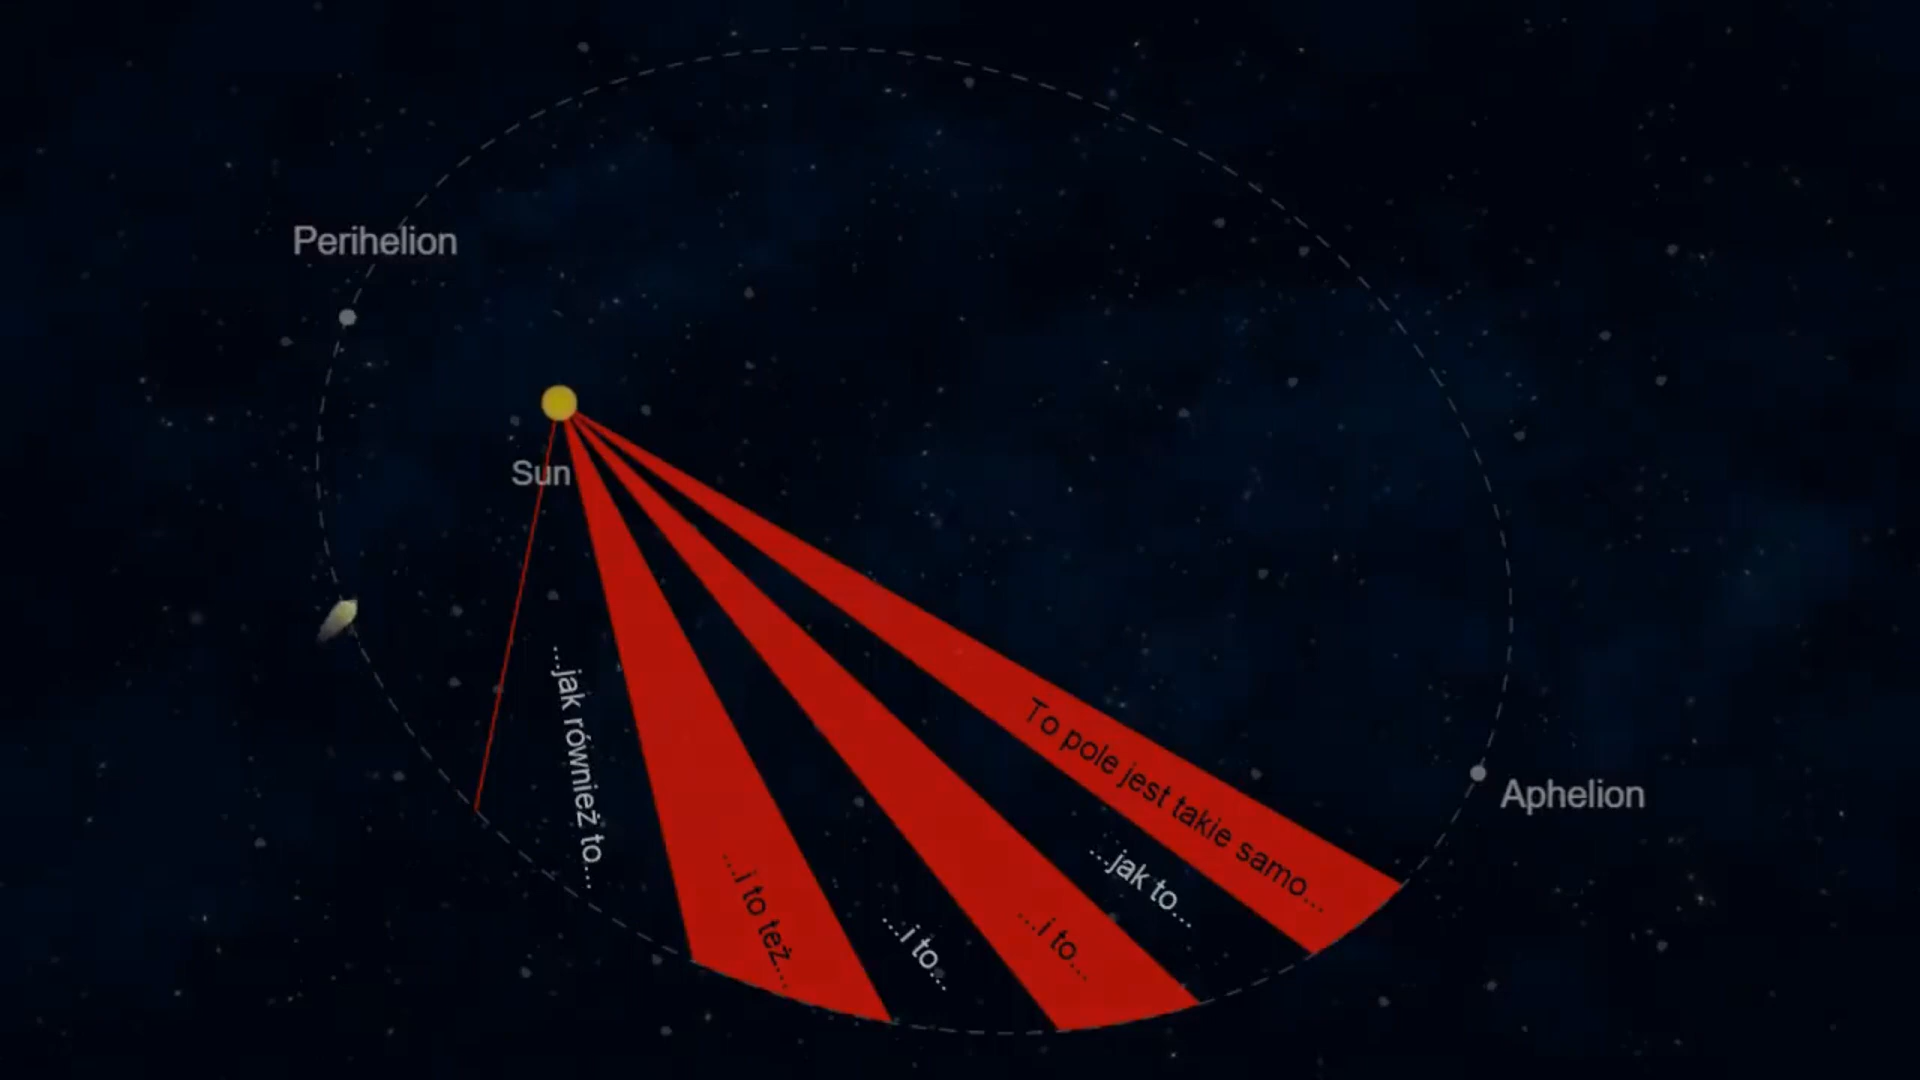 Perihelion
Sun
Aphelion
To pole jest takie samo...
...jak to...
...i to...
...i to...
...i to też...
...jak również to...